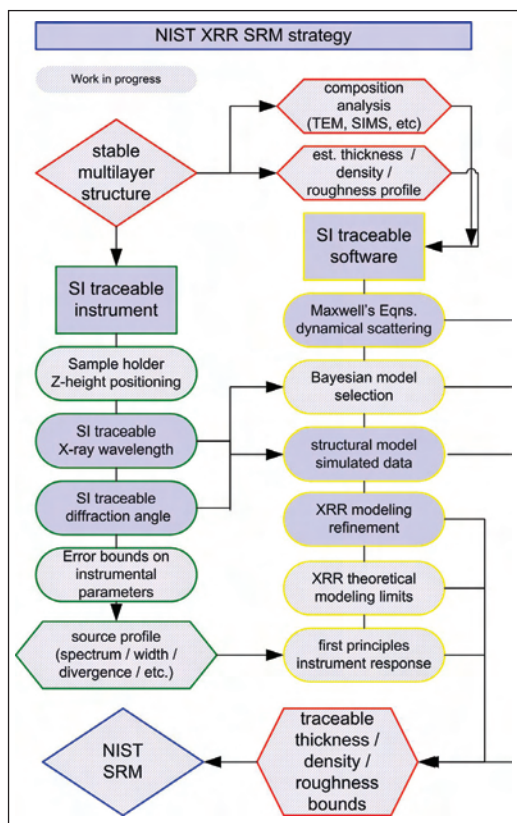 NIST XRR SRM strategy
Work in progress
composition
analysis
(TEM, SIMS, etc)
stable
multilayer
structure
est. thickness /
density /
roughness profile
SI traceable
software
SI traceable
instrument
Maxwell's Eqns.
dynamical scattering
Sample holder
Z-height positioning
Bayesian model
selection
SI traceable
X-ray wavelength
structural model
simulated data
SI traceable
diffraction angle
XRR modeling
refinement
Error bounds on
instrumental
parameters
XRR theoretical
modeling limits
source profile
(spectrum / width /
divergence / etc.)
first principles
instrument response
NIST
SRM
traceable
thickness /
density /
roughness
bounds